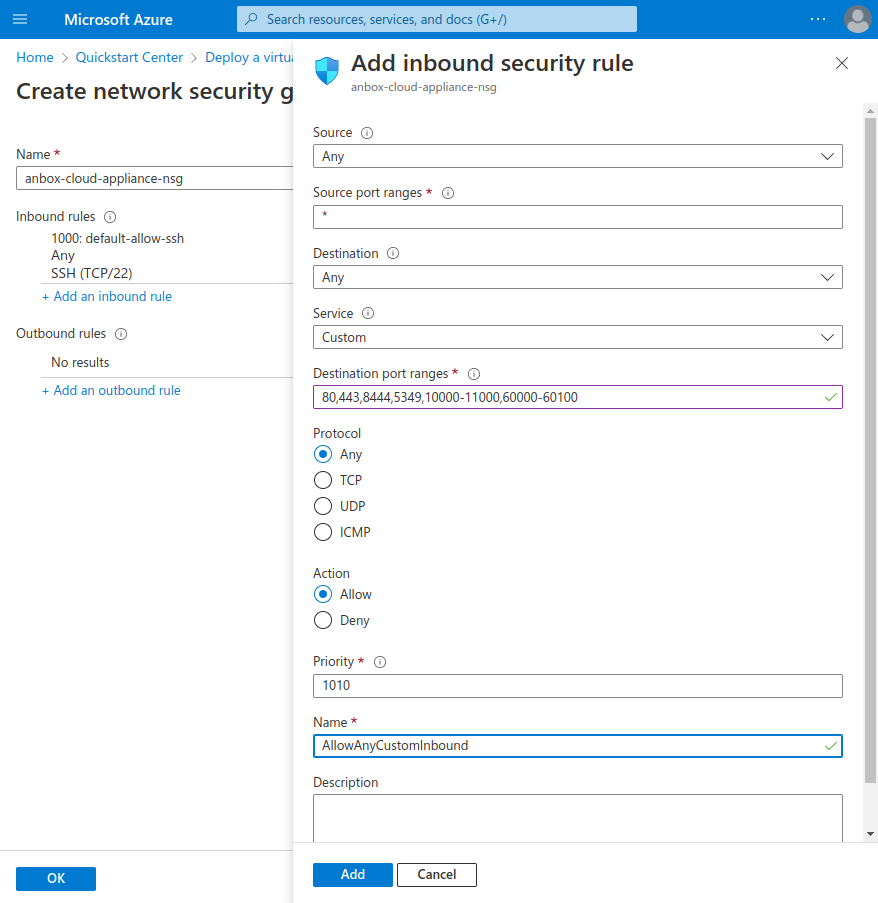 Microsoft Azure
Search resources, services, and docs (G+/)
Home > Quickstart Center > Deploy a virtua
Create network security g
Name *
anbox-cloud-appliance-nsg
Inbound rules
1000: default-allow-ssh
Any
SSH (TCP/22)
+ Add an inbound rule
Outbound rules
No results
+ Add an outbound rule
OK
Add inbound security rule
anbox-cloud-appliance-nsg
Source
Any
Source port ranges *
*
Destination
Any
Service
Custom
Destination port ranges *
80,443,8444,5349,10000-11000,60000-60100
Protocol
Any
TCP
UDP
ICMP
Action
Allow
Deny
Priority *
1010
Name *
AllowAnyCustomInbound
Description
Add
Cancel